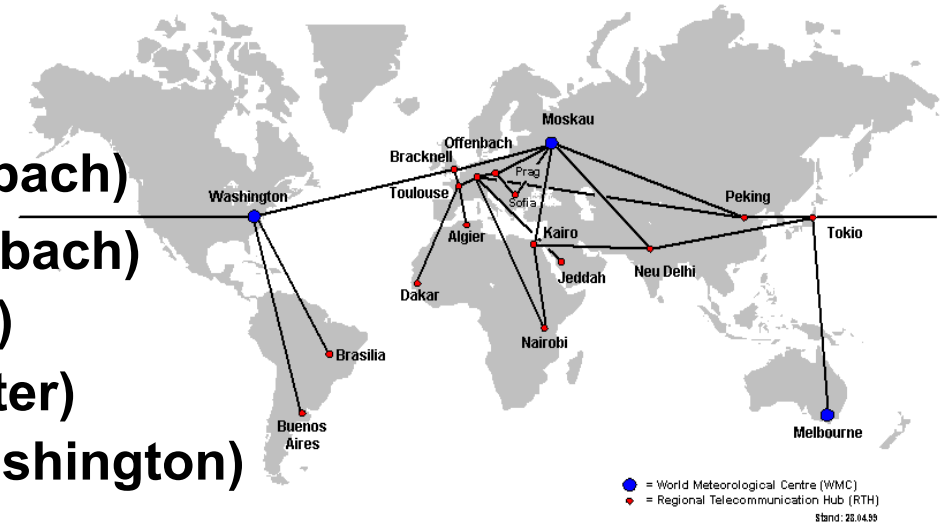 bach)
bach)
)
ter)
shington)
Moskau
Offenbach
Bracknell
Prag
Toulouse
Washington
Peking
Sofia
Algier
Kairo
Tokio
Jeddah
Neu Delhi
Dakar
Nairobi
Brasilia
Buenos
Aires
Melbourne
= World Meteorological Centre (WMC)
= Regional Telecommunication Hub (RTH)
Stand: 28.04.99